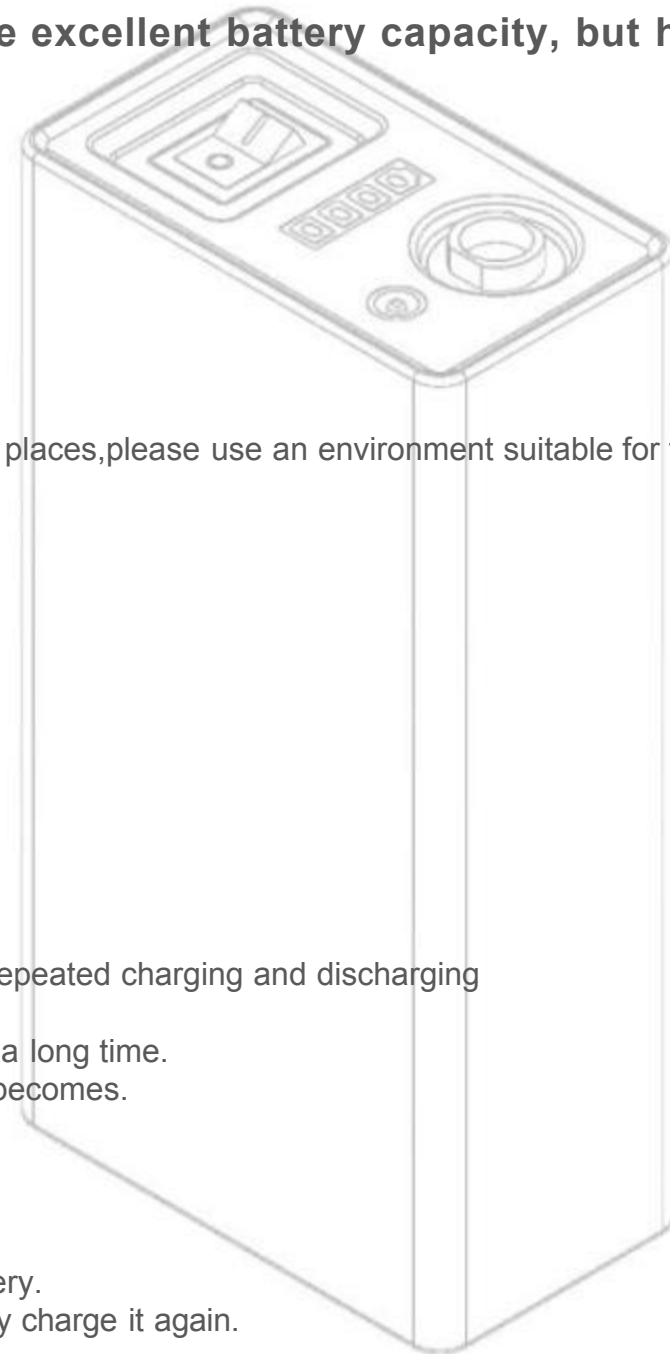 excellent battery capacity, but
places,please use an environment suitable for
epeated charging and discharging
a long time.
becomes.
ery.
y charge it again.